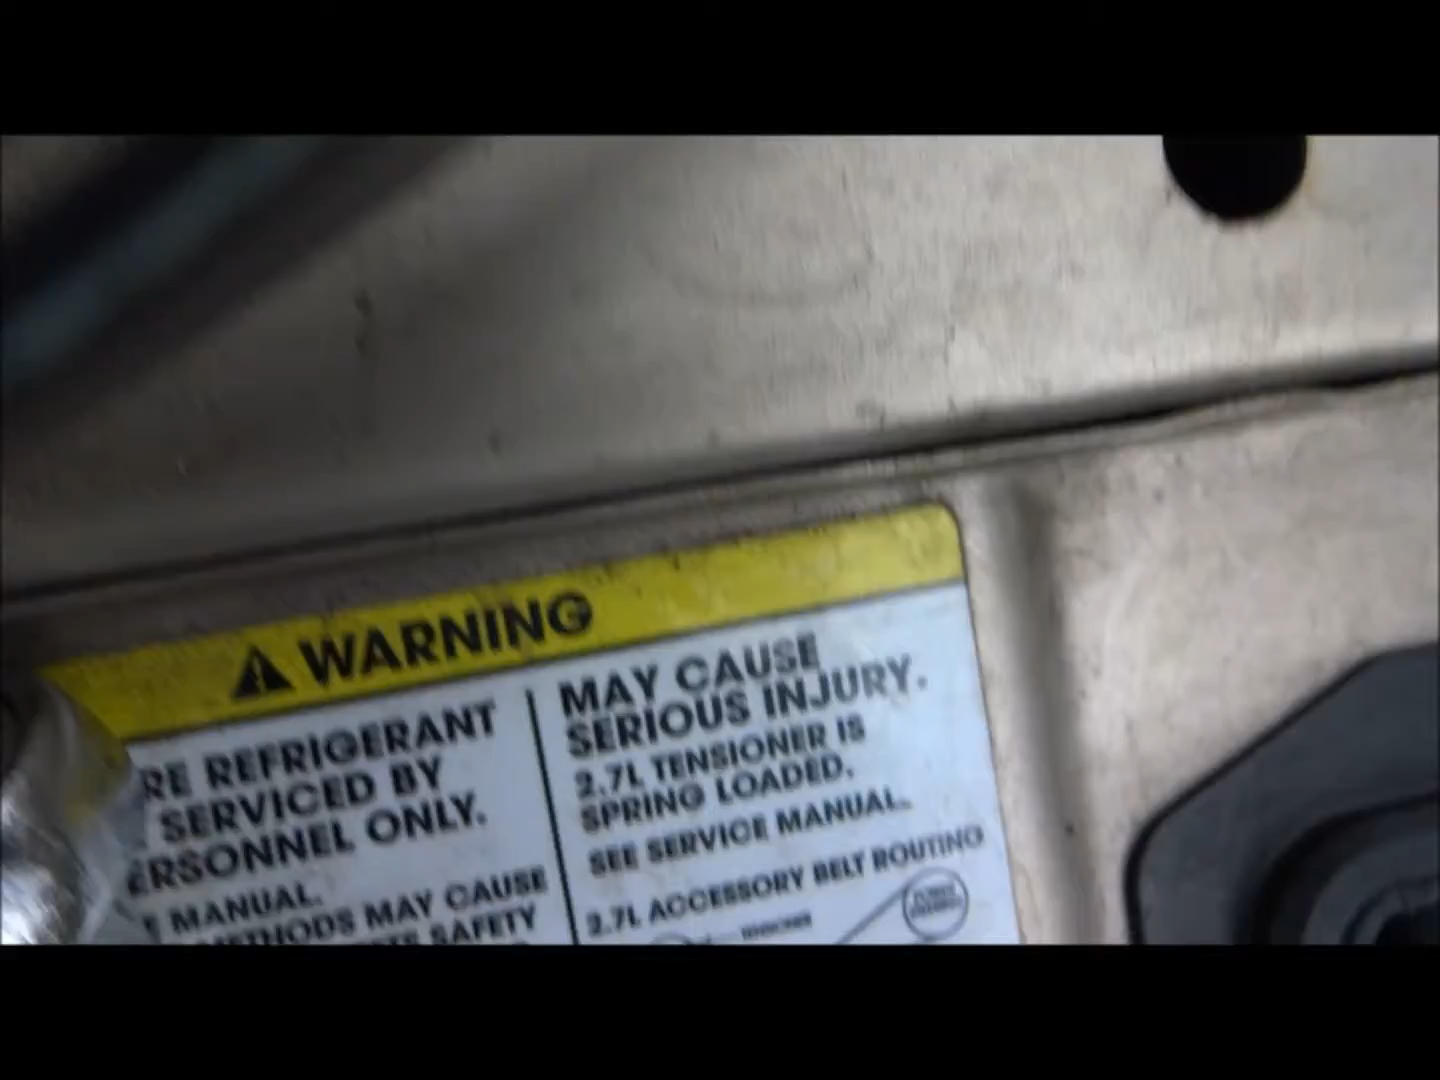 WARNING
RE REFRIGERANT
SERVICED BY
ERSONNEL ONLY.
MANUAL.
METHODS MAY CAUSE
SAFETY
MAY CAUSE
SERIOUS INJURY.
2.7L TENSIONER IS
SPRING LOADED.
SEE SERVICE MANUAL.
2.7L ACCESSORY BELT ROUTING